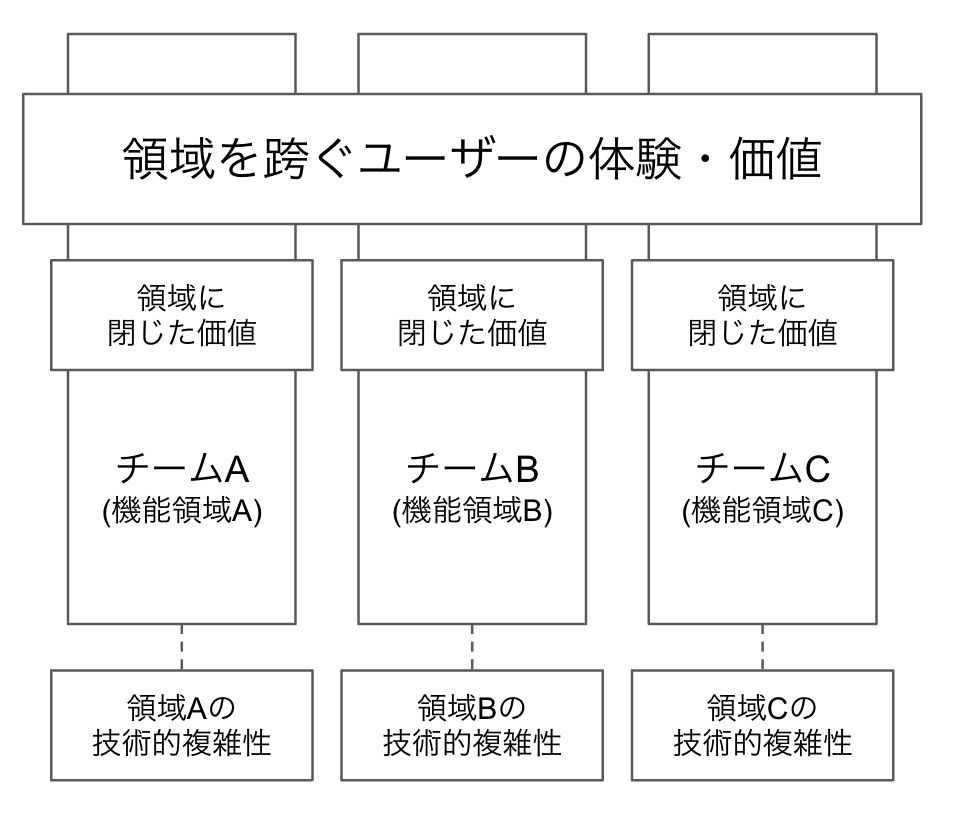 領域を跨ぐユーザーの体験・価値
領域に
閉じた価値
領域に
閉じた価値
領域に
閉じた価値
チームA
(機能領域A)
チームB
(機能領域B)
チームC
(機能領域C)
領域Aの
技術的複雑性
領域Bの
技術的複雑性
領域Cの
技術的複雑性